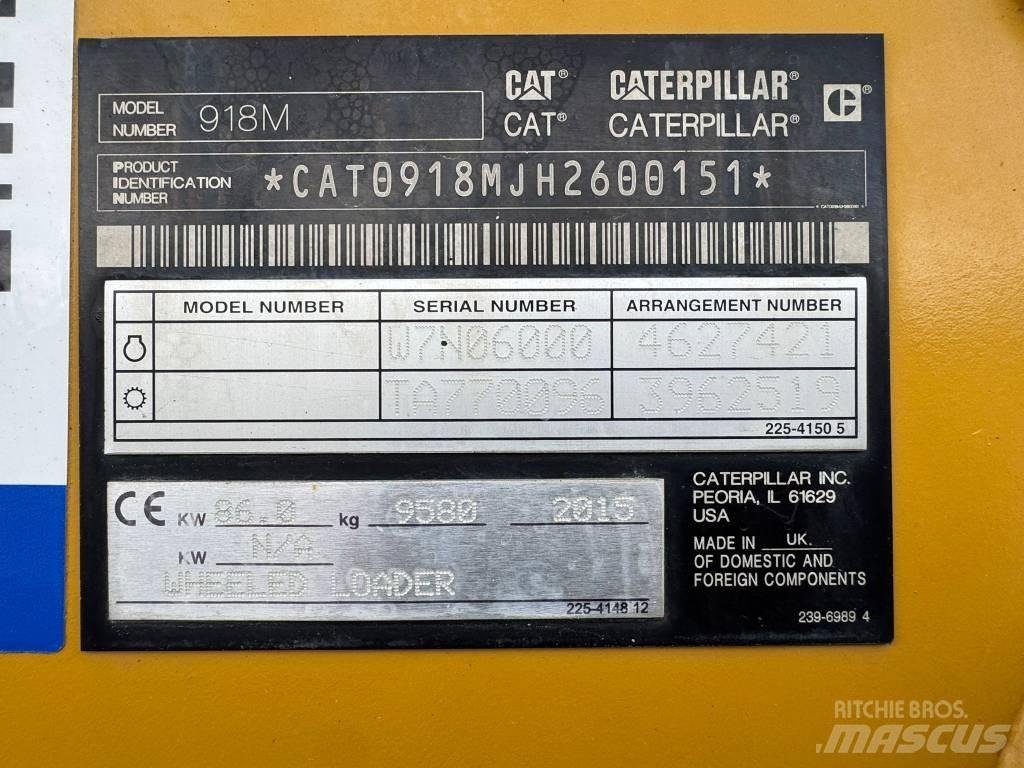 CAT® CATERPILLAR®
CAT® CATERPILLAR®
C®
MODEL NUMBER 918M
PRODUCT IDENTIFICATION NUMBER *CAT0918MJH2600151*
MODEL NUMBER SERIAL NUMBER ARRANGEMENT NUMBER
W7N06000 4627421
TA770096 3962519
225-4150 5
CE KW 86.0 kg 9580 2015
KW N/A
WHEELED LOADER
225-4148 12
CATERPILLAR INC.
PEORIA, IL 61629
USA
MADE IN UK.
OF DOMESTIC AND
FOREIGN COMPONENTS
239-6989 4
RITCHIE BROS.
MASCUS